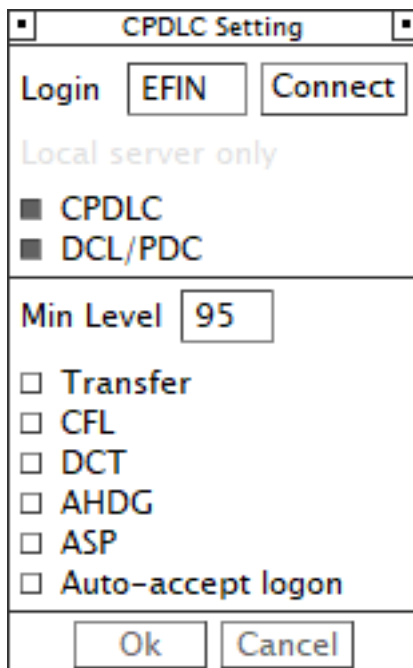 CPDLC Setting
Login EFIN Connect
Local server only
CPDLC
DCL/PDC
Min Level 95
Transfer
CFL
DCT
AHDG
ASP
Auto-accept logon
Ok Cancel